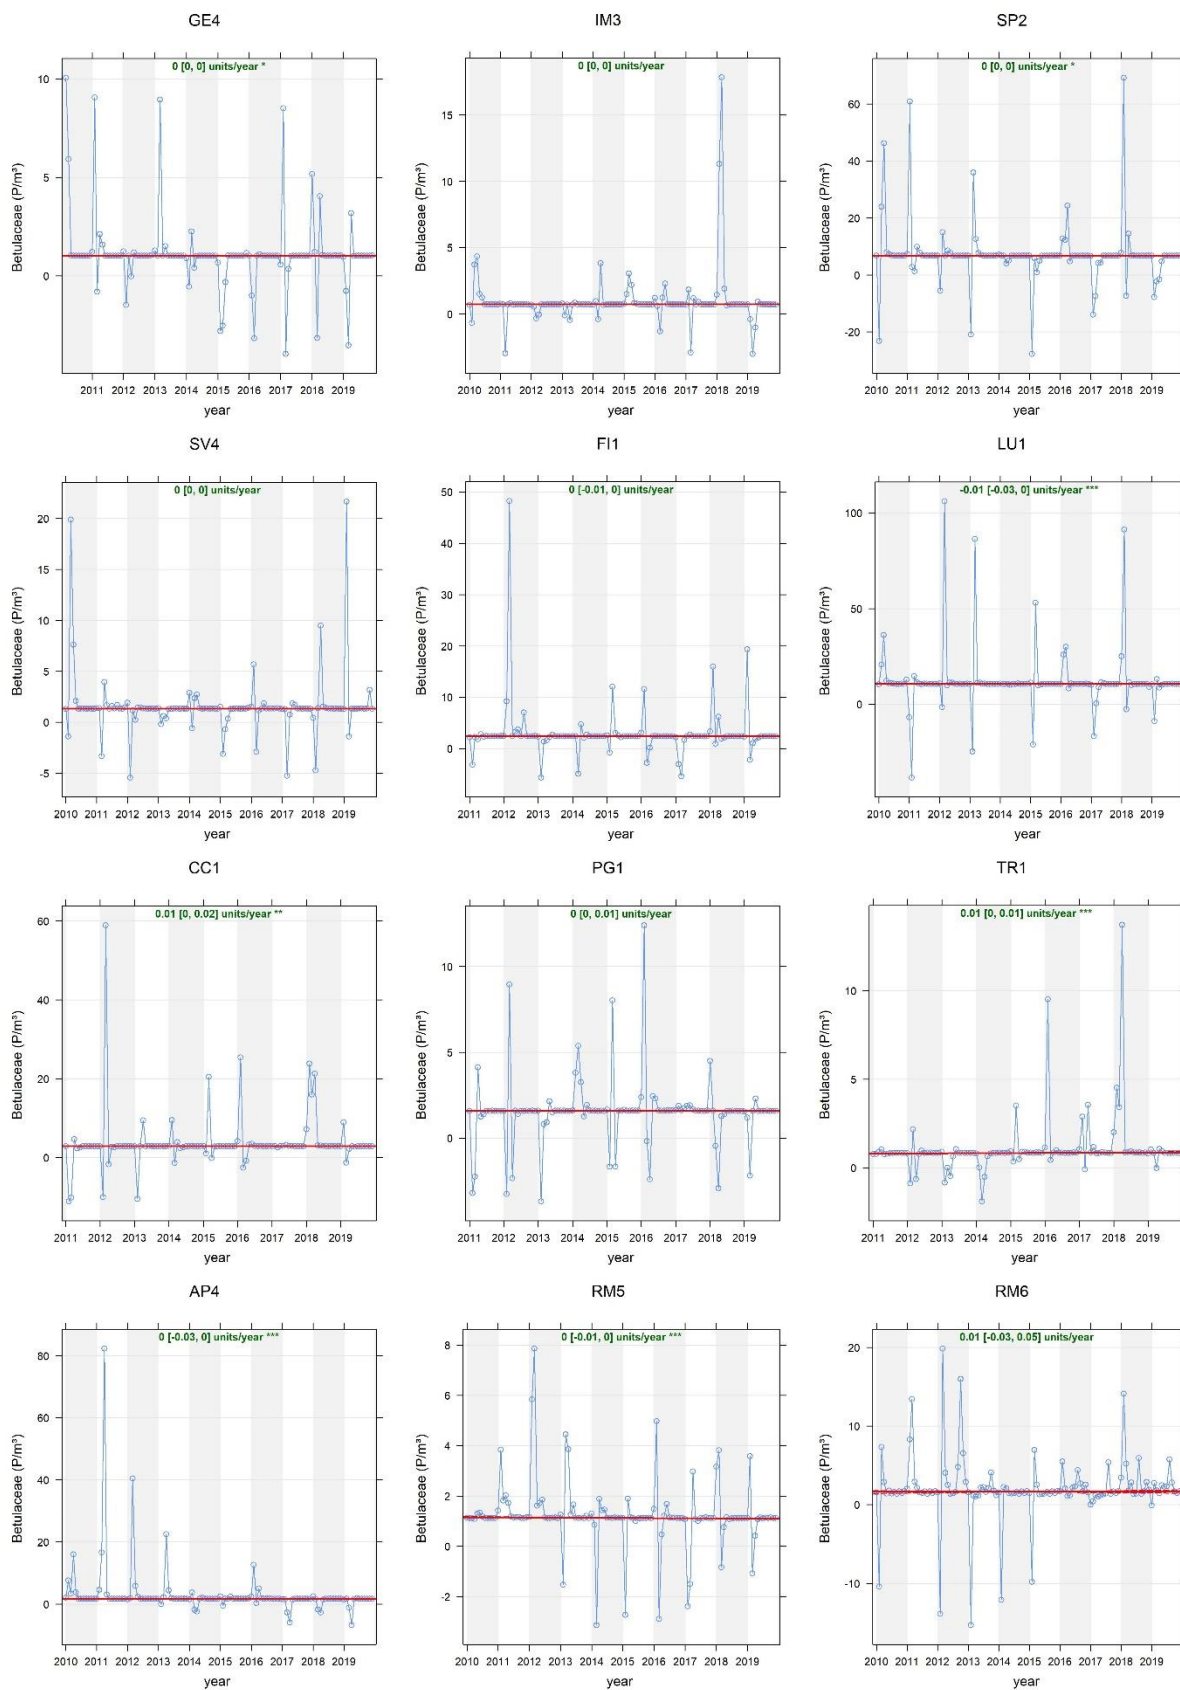 GE4
0 [0, 0] units/year *
Betulaceae (P/m³)
10
5
0
2011 2012 2013 2014 2015 2016 2017 2018 2019
year
IM3
0 [0, 0] units/year
Betulaceae (P/m³)
15
10
5
0
2010 2011 2012 2013 2014 2015 2016 2017 2018 2019
year
SP2
0 [0, 0] units/year *
Betulaceae (P/m³)
60
40
20
0
-20
2010 2011 2012 2013 2014 2015 2016 2017 2018 2019
year
SV4
0 [0, 0] units/year
Betulaceae (P/m³)
20
15
10
5
0
-5
2010 2011 2012 2013 2014 2015 2016 2017 2018 2019
year
FI1
0 [-0.01, 0] units/year
Betulaceae (P/m³)
50
40
30
20
10
0
2011 2012 2013 2014 2015 2016 2017 2018 2019
year
LU1
-0.01 [-0.03, 0] units/year ***
Betulaceae (P/m³)
100
50
0
2010 2011 2012 2013 2014 2015 2016 2017 2018 2019
year
CC1
0.01 [0, 0.02] units/year **
Betulaceae (P/m³)
60
40
20
0
2011 2012 2013 2014 2015 2016 2017 2018 2019
year
PG1
0 [0, 0.01] units/year
Betulaceae (P/m³)
10
5
0
2011 2012 2013 2014 2015 2016 2017 2018 2019
year
TR1
0.01 [0, 0.01] units/year ***
Betulaceae (P/m³)
10
5
0
2011 2012 2013 2014 2015 2016 2017 2018 2019
year
AP4
0 [-0.03, 0] units/year ***
Betulaceae (P/m³)
80
60
40
20
0
2010 2011 2012 2013 2014 2015 2016 2017 2018 2019
year
RM5
0 [-0.01, 0] units/year ***
Betulaceae (P/m³)
8
6
4
2
0
-2
2010 2011 2012 2013 2014 2015 2016 2017 2018 2019
year
RM6
0.01 [-0.03, 0.05] units/year
Betulaceae (P/m³)
20
10
0
-10
2010 2011 2012 2013 2014 2015 2016 2017 2018 2019
year